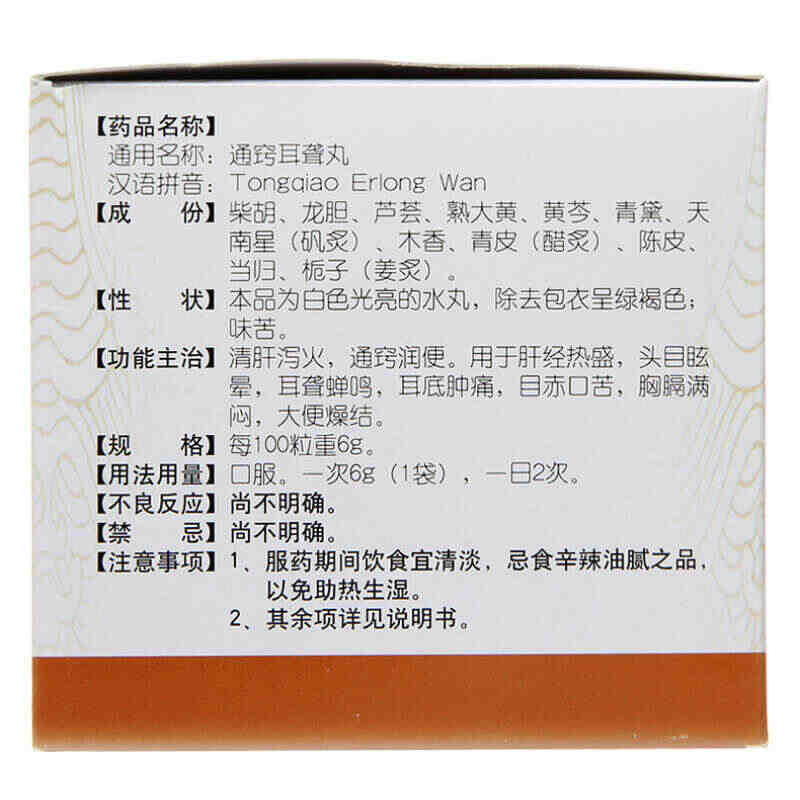 【药品名称】
通用名称：通窍耳聋丸
汉语拼音：Tongqiao Erlong Wan
【成　份】柴胡、龙胆、芦荟、熟大黄、黄芩、青黛、天
南星（矾炙）、木香、青皮（醋炙）、陈皮、
当归、栀子（姜炙）。
【性　状】本品为白色光亮的水丸，除去包衣呈绿褐色；
味苦。
【功能主治】清肝泻火，通窍润便。用于肝经热盛，头目眩
晕，耳聋蝉鸣，耳底肿痛，目赤口苦，胸膈满
闷，大便燥结。
【规　格】每100粒重6g。
【用法用量】口服。一次6g（1袋），一日2次。
【不良反应】尚不明确。
【禁　忌】尚不明确。
【注意事项】1、服药期间饮食宜清淡，忌食辛辣油腻之品，
以免助热生湿。
2、其余项详见说明书。